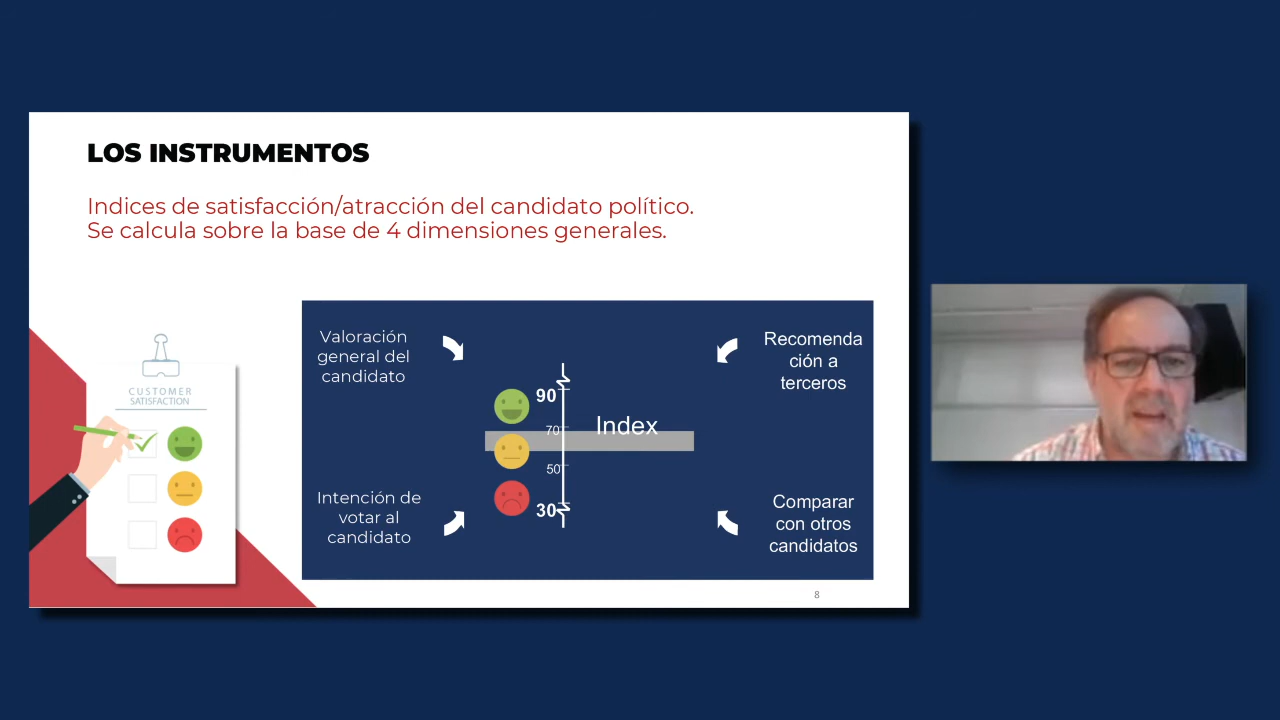 LOS INSTRUMENTOS
Indices de satisfacción/atracción del candidato político.
Se calcula sobre la base de 4 dimensiones generales.
CUSTOMER
SATISFACTION
Valoración
general del
candidato
Intención de
votar al
candidato
90
70
50
30
Index
Recomenda
ción a
terceros
Comparar
con otros
candidatos
8